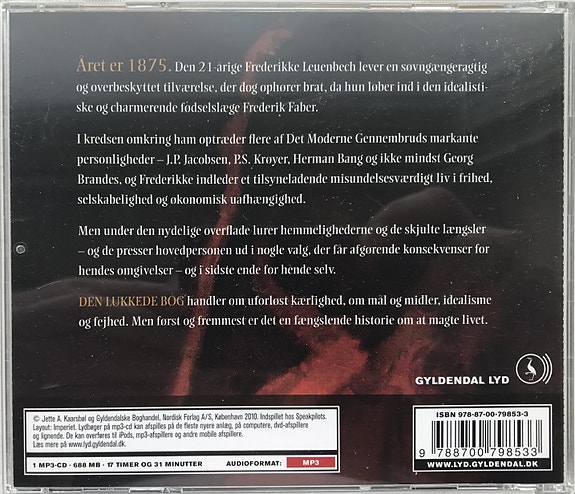 Året er 1875. Den 21-årige Frederikke Leuenbech lever en søvngængeragtig
og overbeskyttet tilværelse, der dog ophører brat, da hun løber ind i den idealisti-
ske og charmerende fødselslæge Frederik Faber.
I kredsen omkring ham optræder flere af Det Moderne Gennembruds markante
personligheder – J.P. Jacobsen, P.S. Krøyer, Herman Bang og ikke mindst Georg
Brandes, og Frederikke indleder et tilsyneladende misundelsesværdigt liv i frihed,
selskabelighed og økonomisk uafhængighed.
Men under den nydelige overflade lurer hemmelighederne og de skjulte længsler
– og de presser hovedpersonen ud i nogle valg, der får afgørende konsekvenser for
hendes omgivelser – og i sidste ende for hende selv.
DEN LUKKEDE BOG handler om uforløst kærlighed, om mål og midler, idealisme
og fejhed. Men først og fremmest er det en fængslende historie om at magte livet.
GYLDENDAL LYD
© Jette A. Kaarsbøl og Gyldendalske Boghandel, Nordisk Forlag A/S, København 2010. Indspillet hos Speakpilots.
Layout: Imperiet. Lydbøger på mp3-cd kan afspilles på de fleste nyere anlæg, på computere, dvd-afspillere
og lignende. De kan overføres til iPods, mp3-afspillere og andre mobile afspillere.
Læs mere på www.lyd.gyldendal.dk.
1 MP3-CD · 688 MB · 17 TIMER OG 31 MINUTTER AUDIOFORMAT: MP3
ISBN 978-87-00-79853-3
9 788700 798533
WWW.LYD.GYLDENDAL.DK